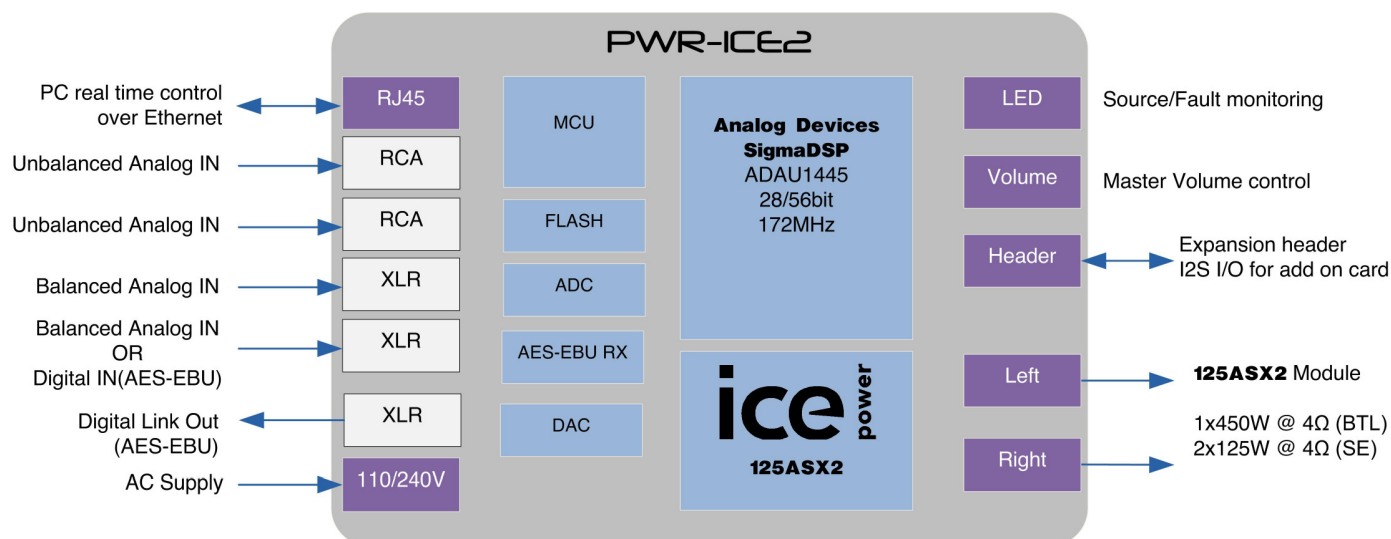 PWR-ICE2
PC real time control
over Ethernet
RJ45
Unbalanced Analog IN
RCA
Unbalanced Analog IN
RCA
Balanced Analog IN
XLR
Balanced Analog IN
OR
Digital IN(AES-EBU)
XLR
Digital Link Out
(AES-EBU)
XLR
AC Supply
110/240V
MCU
FLASH
ADC
AES-EBU RX
DAC
Analog Devices
SigmaDSP
ADAU1445
28/56bit
172MHz
ice power
125ASX2
LED
Source/Fault monitoring
Volume
Master Volume control
Header
Expansion header
I2S I/O for add on card
Left
Right
125ASX2 Module
1x450W @ 4Ω (BTL)
2x125W @ 4Ω (SE)